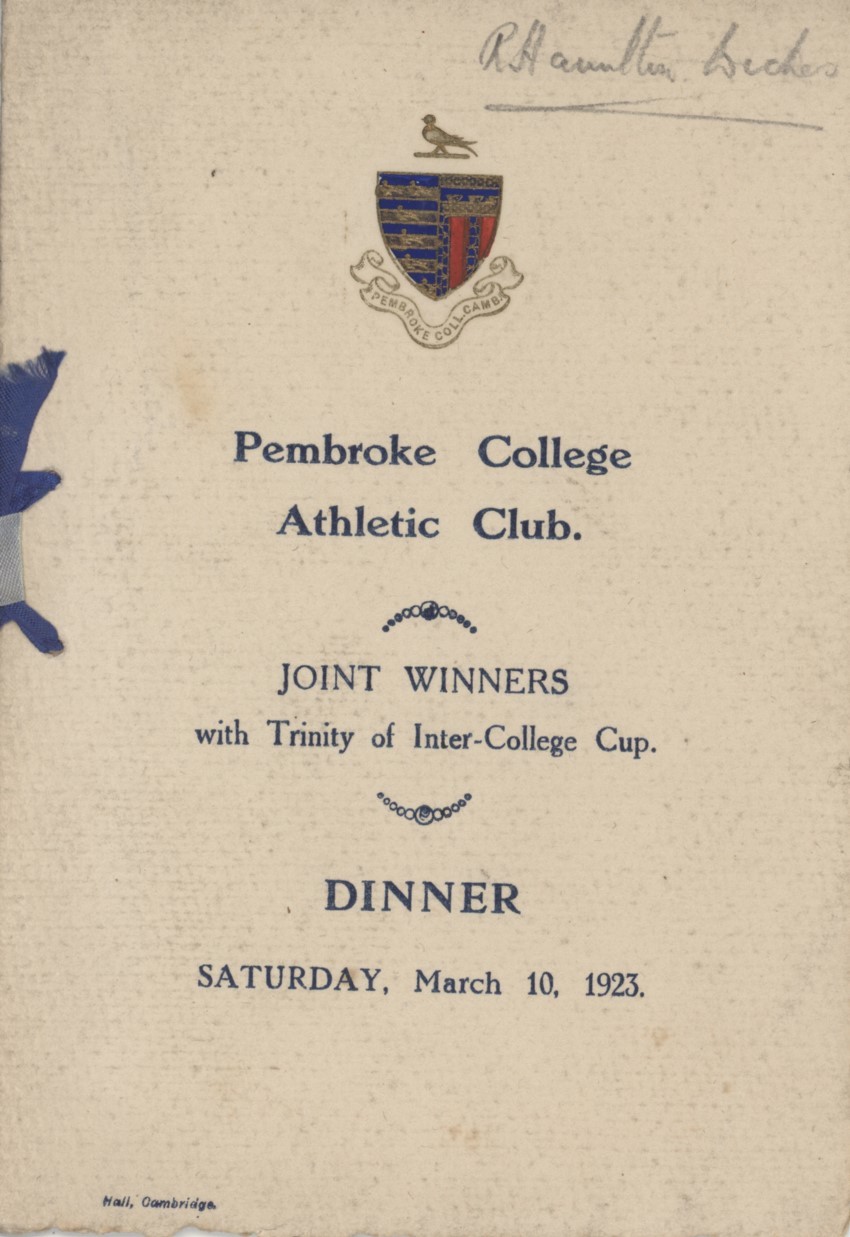 R Hamilton
PEMBROKE COLL. CAMB.
Pembroke College
Athletic Club.
JOINT WINNERS
with Trinity of Inter-College Cup.
DINNER
SATURDAY, March 10, 1923.
Hall, Cambridge.